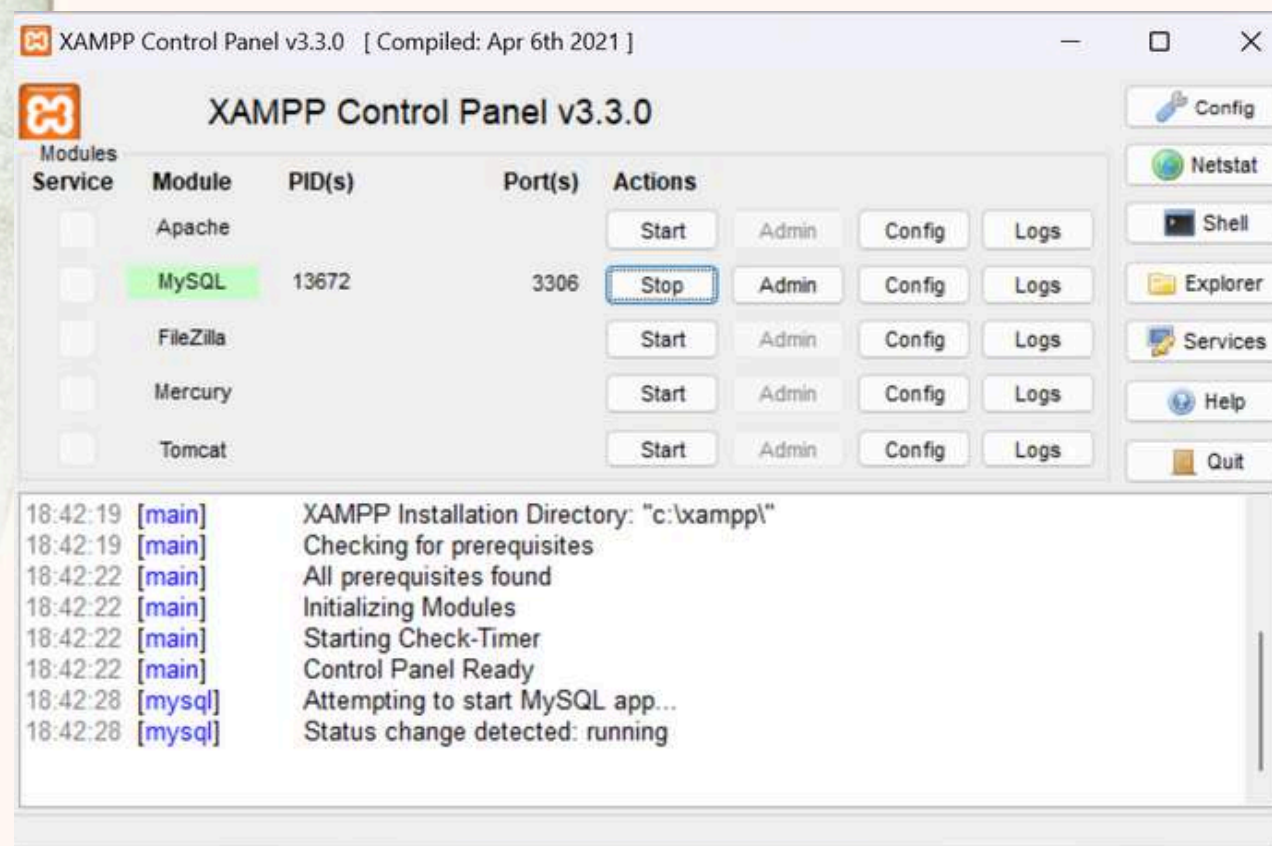 XAMPP Control Panel v3.3.0 [ Compiled: Apr 6th 2021 ]
XAMPP Control Panel v3.3.0
Config
Modules
Service Module PID(s) Port(s) Actions
Netstat
Apache Start Admin Config Logs
Shell
MySQL 13672 3306 Stop Admin Config Logs
Explorer
FileZilla Start Admin Config Logs
Services
Mercury Start Admin Config Logs
Help
Tomcat Start Admin Config Logs
Quit
18:42:19 [main] XAMPP Installation Directory: "c:\xampp\"
18:42:19 [main] Checking for prerequisites
18:42:22 [main] All prerequisites found
18:42:22 [main] Initializing Modules
18:42:22 [main] Starting Check-Timer
18:42:22 [main] Control Panel Ready
18:42:28 [mysql] Attempting to start MySQL app...
18:42:28 [mysql] Status change detected: running